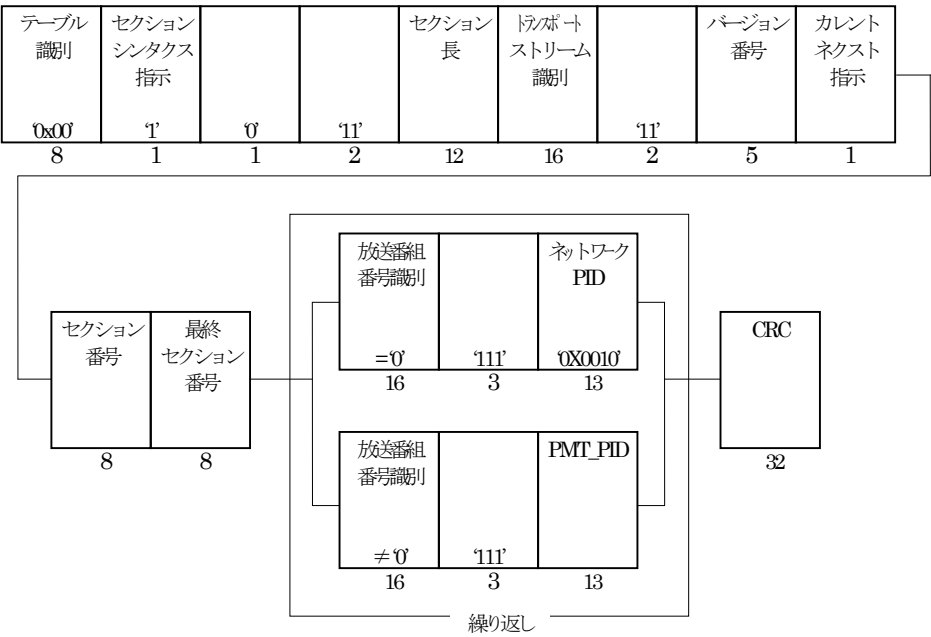 テーブル
識別
'0x00'
8
セクション
シンタクス
指示
'1'
1
'0'
1
'11'
2
セクション
長
12
トランスポート
ストリーム
識別
16
'11'
2
バージョン
番号
5
カレント
ネクスト
指示
1
セクション
番号
8
最終
セクション
番号
8
放送番組
番号識別
='0'
16
'111'
3
ネットワーク
PID
'0X0010'
13
放送番組
番号識別
≠'0'
16
'111'
3
PMT_PID
13
繰り返し
CRC
32